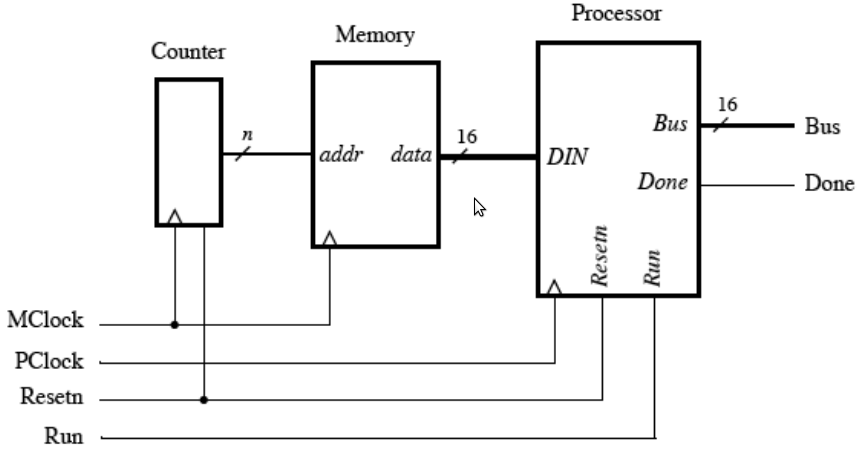 Processor
Memory
Counter
16
Bus
Bus
n
16
addr
data
DIN
Done
Done
Resetn
Run
MClock
PClock
Resetn
Run